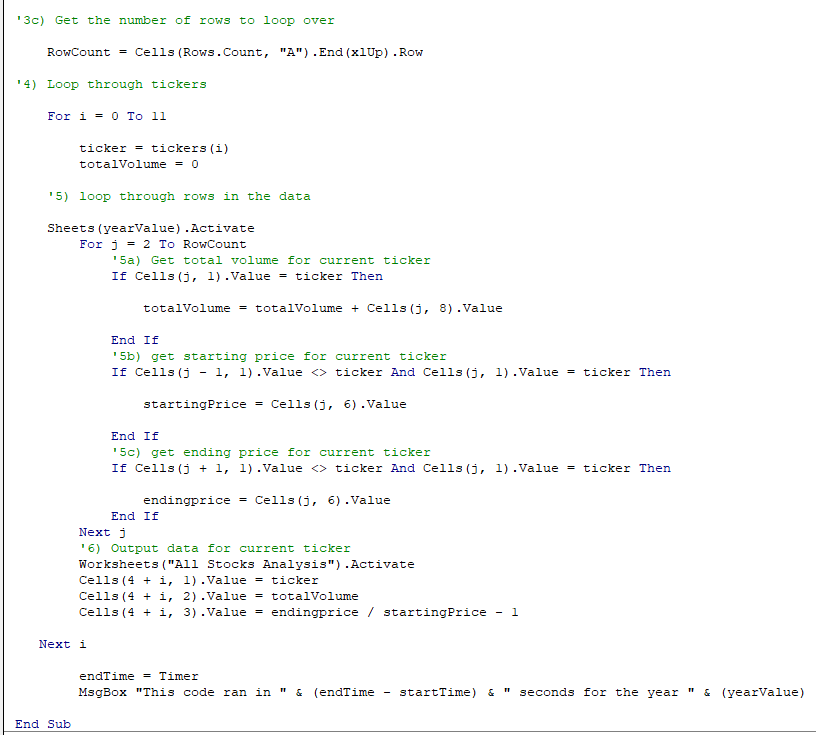 '3c) Get the number of rows to loop over
RowCount = Cells(Rows.Count, "A").End(xlUp).Row
'4) Loop through tickers
For i = 0 To 11
ticker = tickers(i)
totalVolume = 0
'5) loop through rows in the data
Sheets(yearValue).Activate
For j = 2 To RowCount
'5a) Get total volume for current ticker
If Cells(j, 1).Value = ticker Then
totalVolume = totalVolume + Cells(j, 8).Value
End If
'5b) get starting price for current ticker
If Cells(j - 1, 1).Value <> ticker And Cells(j, 1).Value = ticker Then
startingPrice = Cells(j, 6).Value
End If
'5c) get ending price for current ticker
If Cells(j + 1, 1).Value <> ticker And Cells(j, 1).Value = ticker Then
endingprice = Cells(j, 6).Value
End If
Next j
'6) Output data for current ticker
Worksheets("All Stocks Analysis").Activate
Cells(4 + i, 1).Value = ticker
Cells(4 + i, 2).Value = totalVolume
Cells(4 + i, 3).Value = endingprice / startingPrice - 1
Next i
endTime = Timer
MsgBox "This code ran in " & (endTime - startTime) & " seconds for the year " & (yearValue)
End Sub